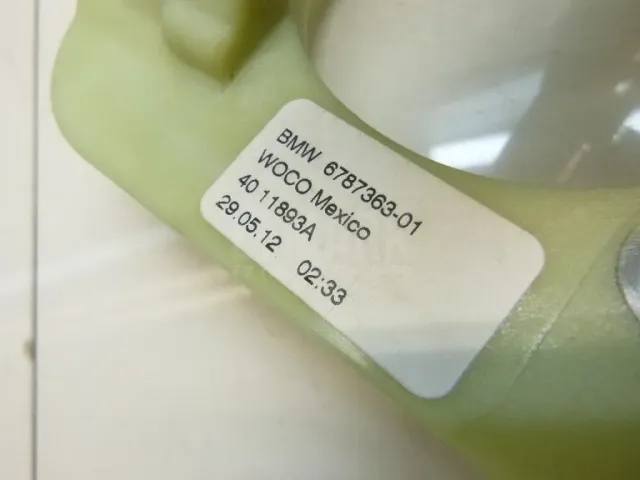 BMW 6787363-01
WOCO Mexico
40 11893A
29.05.12 02:33